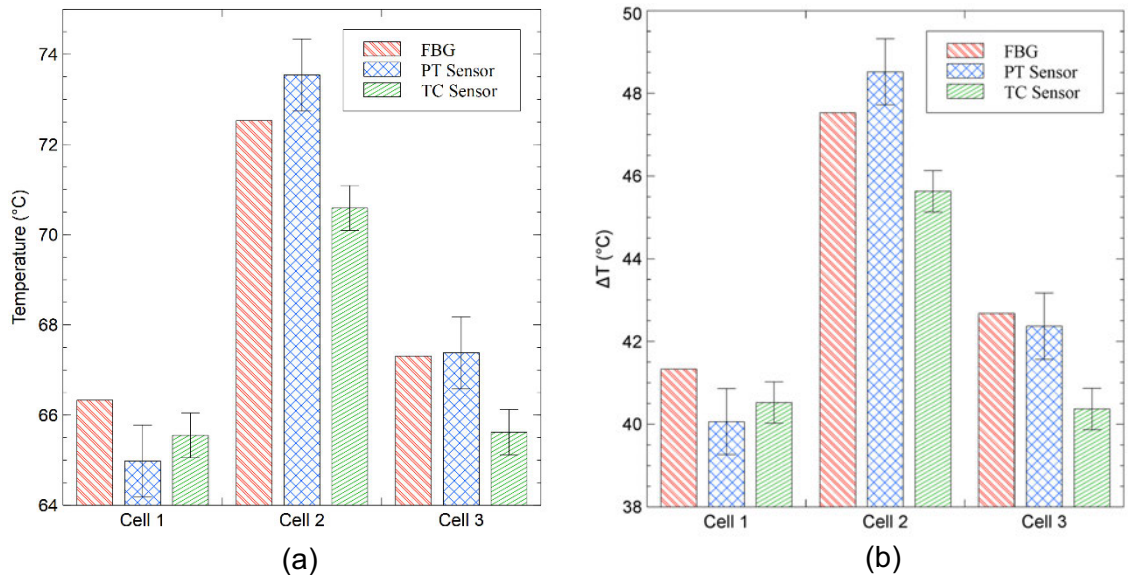 74
72
70
68
66
64
Temperature (°C)
FBG
PT Sensor
TC Sensor
Cell 1
Cell 2
Cell 3
(a)
50
48
46
44
42
40
38
ΔT (°C)
FBG
PT Sensor
TC Sensor
Cell 1
Cell 2
Cell 3
(b)